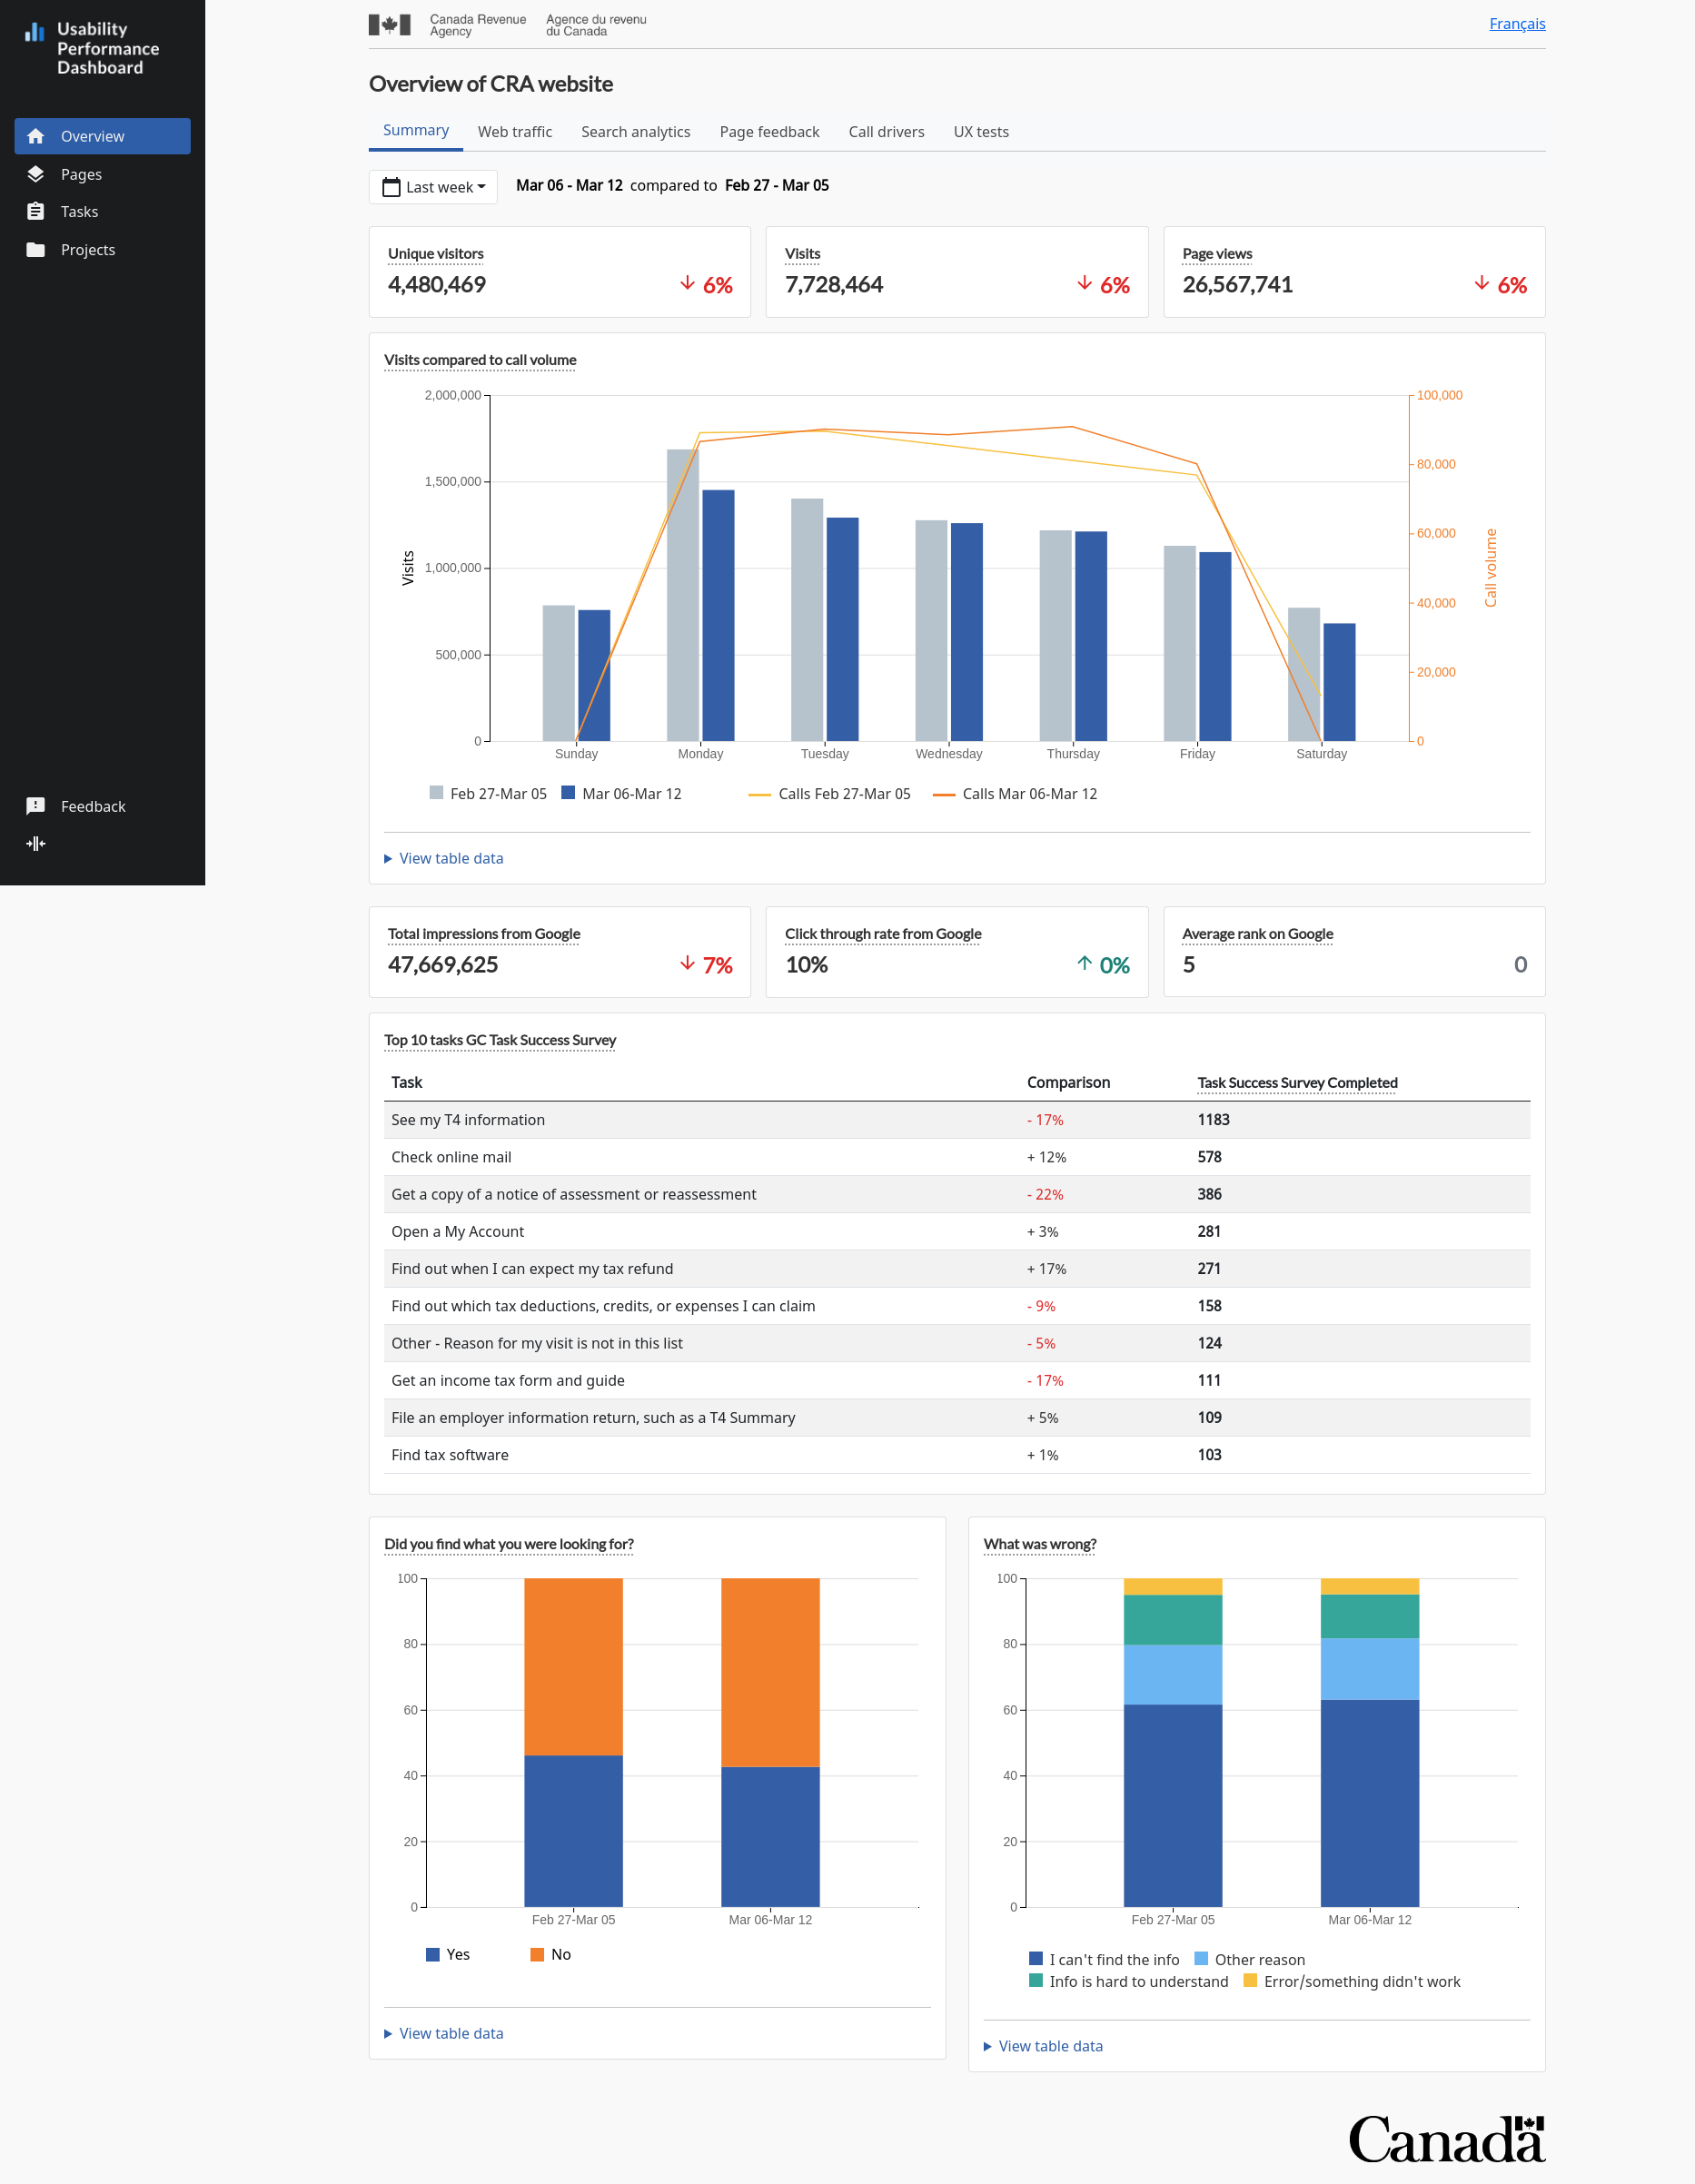 Usability
Performance
Dashboard
Overview
Pages
Tasks
Projects
Feedback
Canada Revenue Agence du revenu
Agency du Canada
Français
Overview of CRA website
Summary Web traffic Search analytics Page feedback Call drivers UX tests
Last week Mar 06 - Mar 12 compared to Feb 27 - Mar 05
Unique visitors
4,480,469 6%
Visits
7,728,464 6%
Page views
26,567,741 6%
Visits compared to call volume
2,000,000
1,500,000
1,000,000
500,000
0
Visits
100,000
80,000
60,000
40,000
20,000
0
Call volume
Sunday Monday Tuesday Wednesday Thursday Friday Saturday
Feb 27-Mar 05 Mar 06-Mar 12 Calls Feb 27-Mar 05 Calls Mar 06-Mar 12
View table data
Total impressions from Google
47,669,625 7%
Click through rate from Google
10% 0%
Average rank on Google
5 0
Top 10 tasks GC Task Success Survey
Task Comparison Task Success Survey Completed
See my T4 information - 17% 1183
Check online mail + 12% 578
Get a copy of a notice of assessment or reassessment - 22% 386
Open a My Account + 3% 281
Find out when I can expect my tax refund + 17% 271
Find out which tax deductions, credits, or expenses I can claim - 9% 158
Other - Reason for my visit is not in this list - 5% 124
Get an income tax form and guide - 17% 111
File an employer information return, such as a T4 Summary + 5% 109
Find tax software + 1% 103
Did you find what you were looking for?
100
80
60
40
20
0
Feb 27-Mar 05 Mar 06-Mar 12
Yes No
View table data
What was wrong?
100
80
60
40
20
0
Feb 27-Mar 05 Mar 06-Mar 12
I can't find the info Other reason
Info is hard to understand Error/something didn't work
View table data
Canada